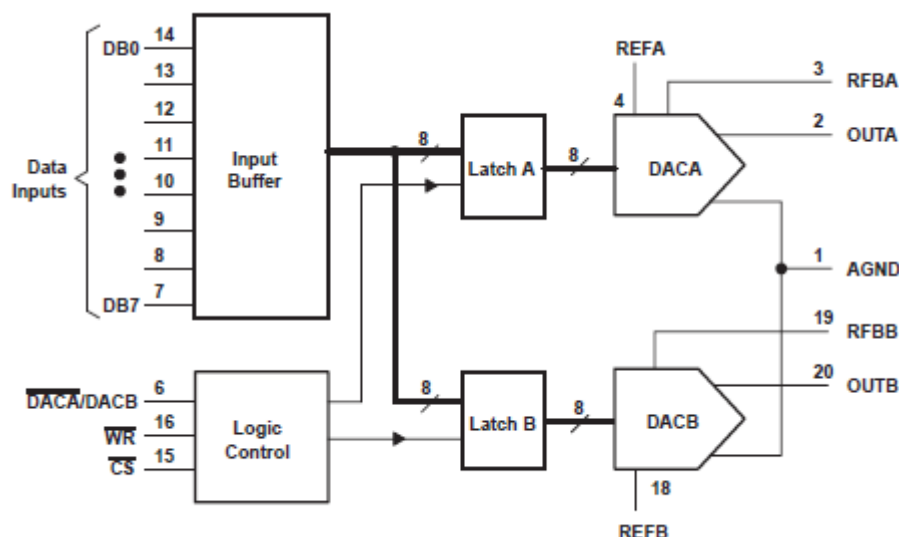 REFA
DB0 14
13
12
11
10
9
8
DB7 7
Data
Inputs
Input
Buffer
8
Latch A
8
4
DACA
3 RFBA
2 OUTA
1 AGND
19 RFBB
20 OUTB
DACA/DACB 6
WR 16
CS 15
Logic
Control
8
Latch B
8
DACB
18
REFB